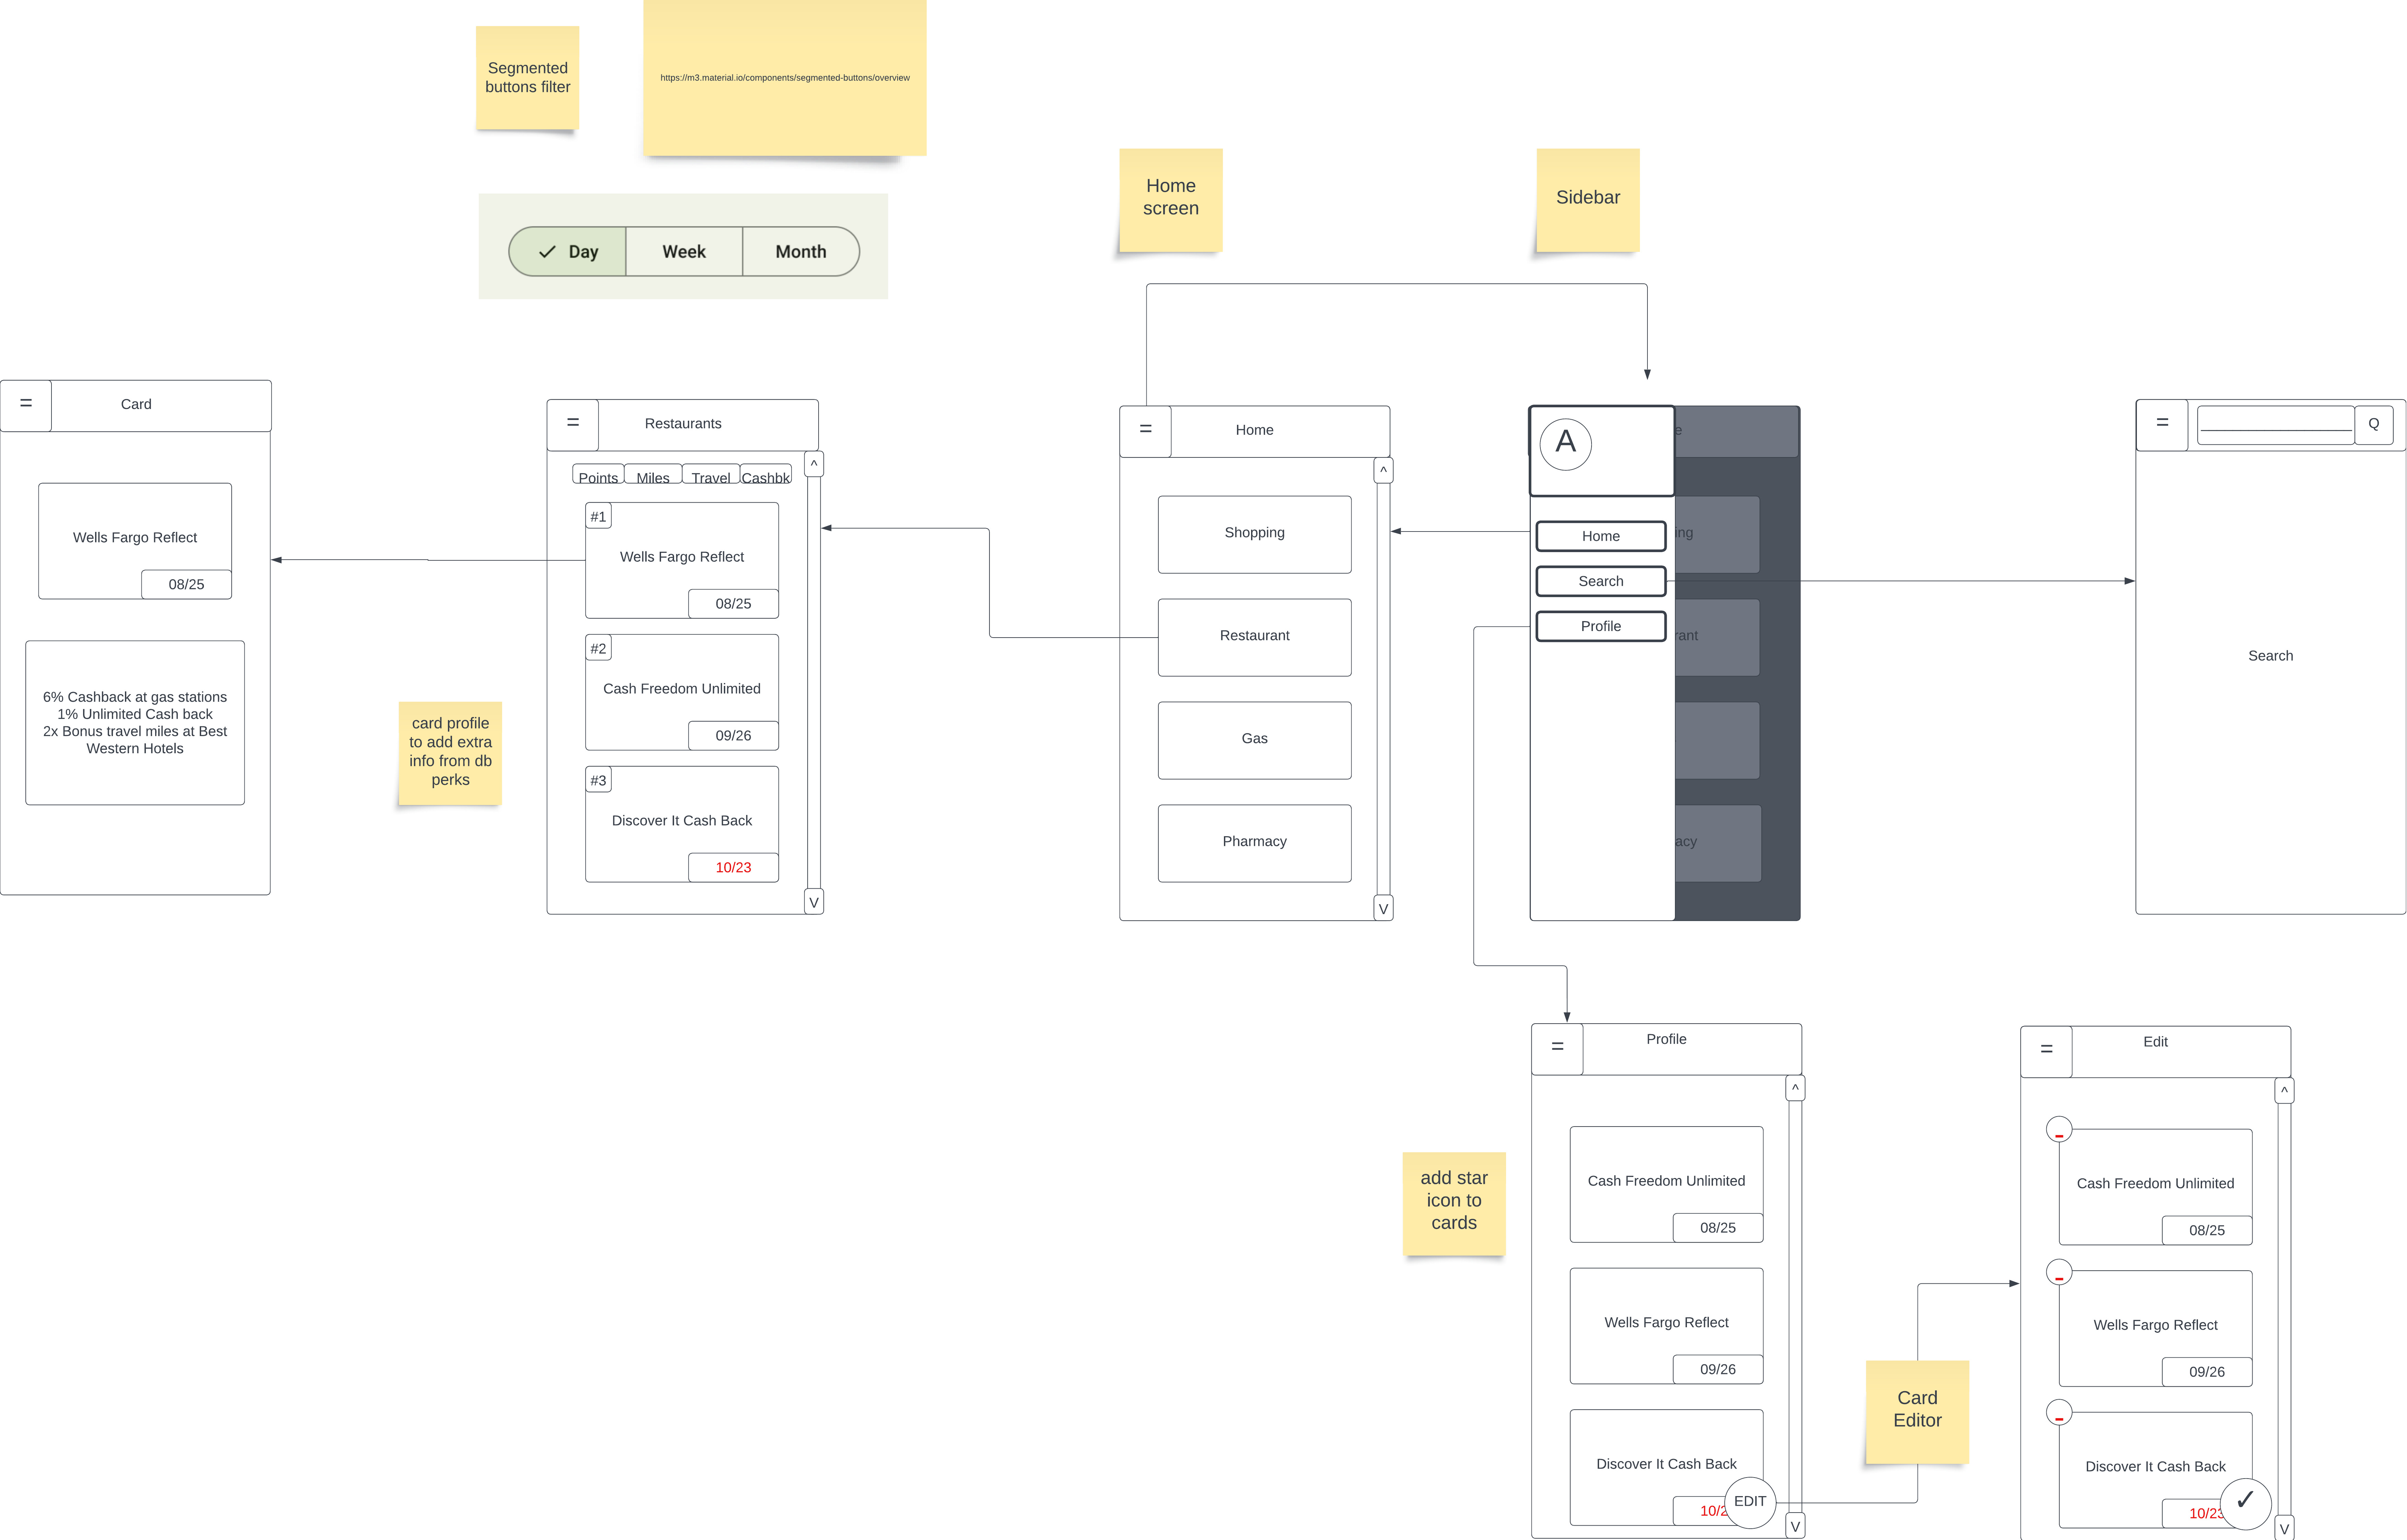 Segmented
buttons filter
https://m3.material.io/components/segmented-buttons/overview
Day
Week
Month
Home
screen
Sidebar
=
Card
Wells Fargo Reflect
08/25
6% Cashback at gas stations
1% Unlimited Cash back
2x Bonus travel miles at Best
Western Hotels
card profile
to add extra
info from db
perks
=
Restaurants
^
Points
Miles
Travel
Cashbk
#1
Wells Fargo Reflect
08/25
#2
Cash Freedom Unlimited
09/26
#3
Discover It Cash Back
10/23
V
=
Home
^
Shopping
Restaurant
Gas
Pharmacy
V
A
e
Home
ing
Search
Profile
rant
acy
=
Q
Search
=
Profile
^
Cash Freedom Unlimited
08/25
Wells Fargo Reflect
09/26
Discover It Cash Back
10/2
EDIT
V
add star
icon to
cards
Card
Editor
=
Edit
^
-
Cash Freedom Unlimited
08/25
-
Wells Fargo Reflect
09/26
-
Discover It Cash Back
10/23
✓
V